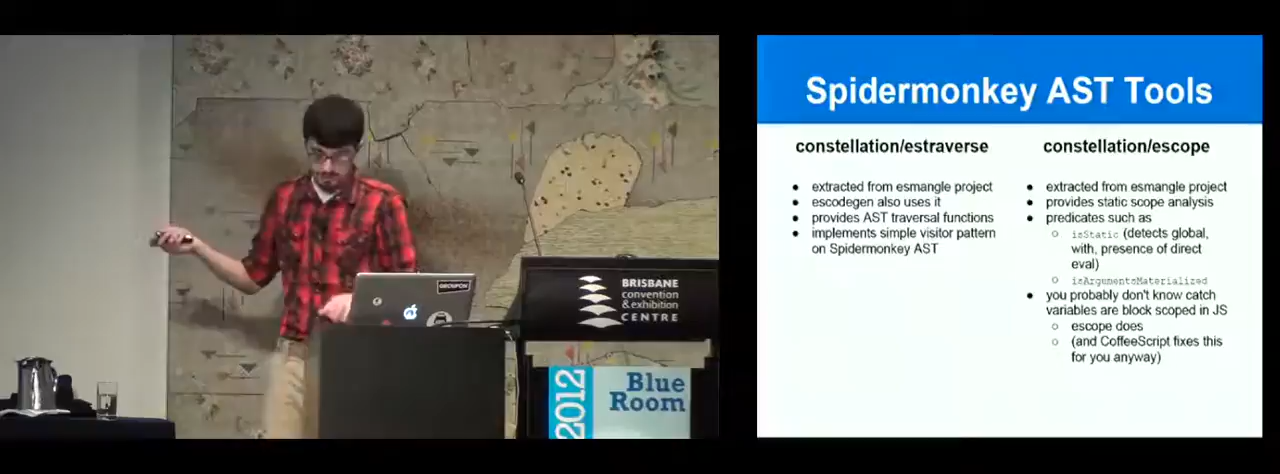 GROUPON
BRISBANE
convention
& exhibition
CENTRE
2012
Blue
Room
Spidermonkey AST Tools
constellation/estraverse
● extracted from esmangle project
● escodegen also uses it
● provides AST traversal functions
● implements simple visitor pattern
on Spidermonkey AST
constellation/escope
● extracted from esmangle project
● provides static scope analysis
● predicates such as
○ isStatic (detects global,
with, presence of direct
eval)
○ isArgumentsMaterialized
● you probably don't know catch
variables are block scoped in JS
○ escope does
○ (and CoffeeScript fixes this
for you anyway)